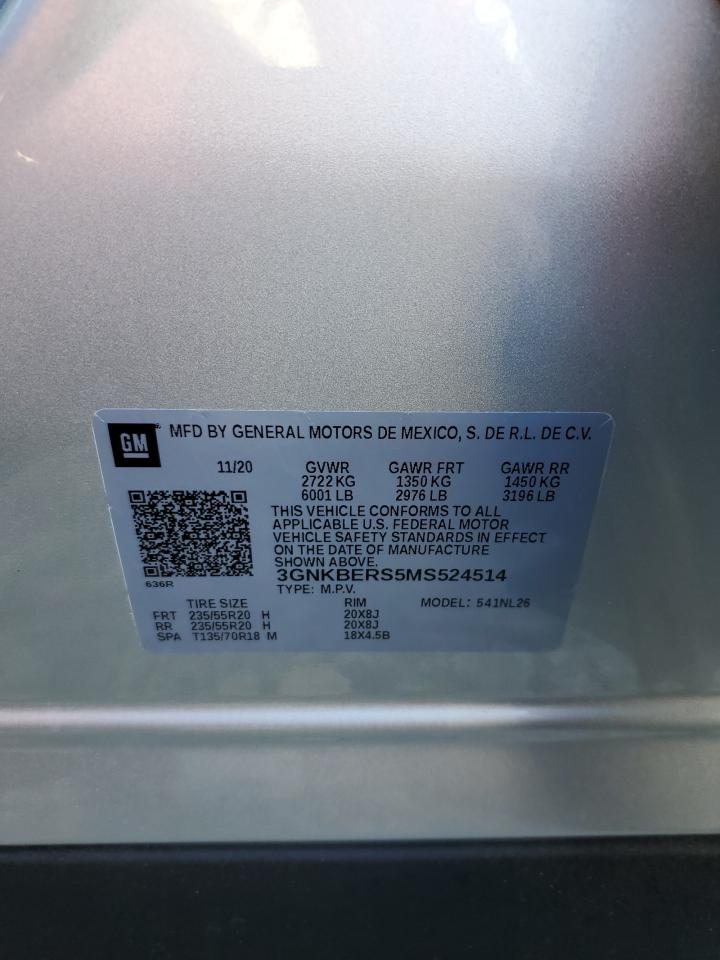 GM
MFD BY GENERAL MOTORS DE MEXICO, S. DE R.L. DE C.V.
11/20 GVWR GAWR FRT GAWR RR
2722 KG 1350 KG 1450 KG
6001 LB 2976 LB 3196 LB
THIS VEHICLE CONFORMS TO ALL
APPLICABLE U.S. FEDERAL MOTOR
VEHICLE SAFETY STANDARDS IN EFFECT
ON THE DATE OF MANUFACTURE
SHOWN ABOVE.
636R
3GNKBERS5MS524514
TYPE: M.P.V.
TIRE SIZE RIM MODEL: 541NL26
FRT 235/55R20 H 20X8J
RR 235/55R20 H 20X8J
SPA T135/70R18 M 18X4.5B